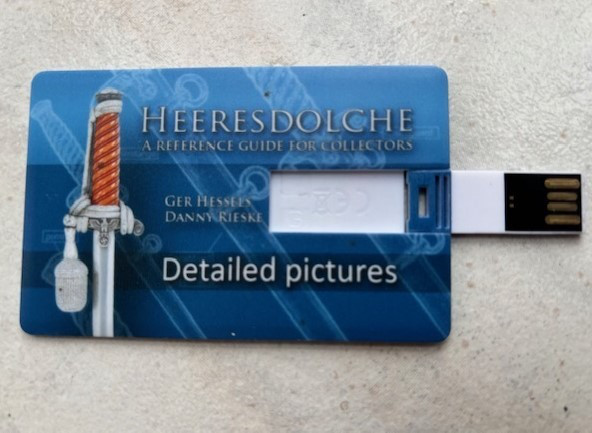 HEERESDOLCHE
A REFERENCE GUIDE FOR COLLECTORS
GER HESSELS
DANNY RIESKE
Detailed pictures